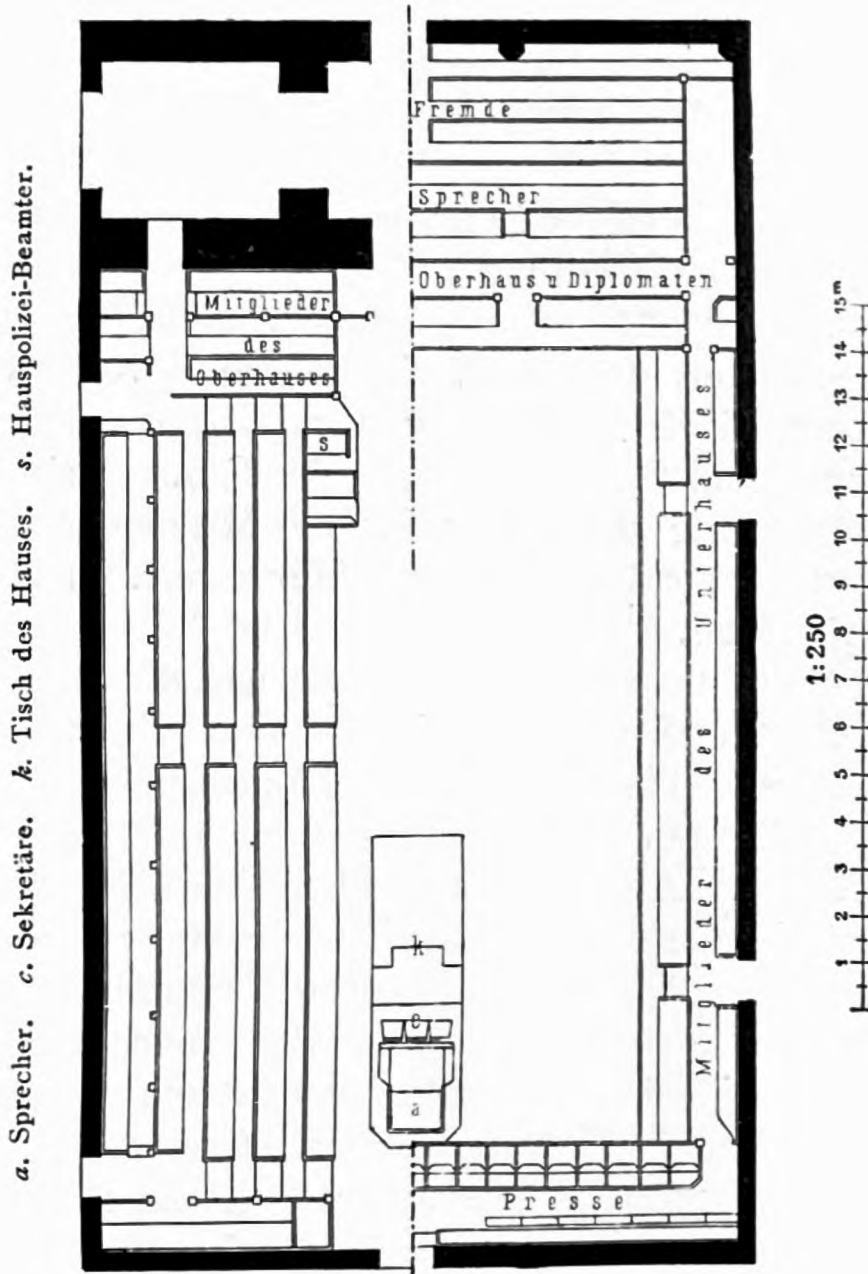 a. Sprecher. c. Sekretäre. k. Tisch des Hauses. s. Hauspolizei-Beamter.
Fremde
Sprecher
Oberhaus u Diplomaten
Mitglieder
des
Oberhauses
s
Mitglieder des Unterhauses
k
c
a
Presse
1:250
1 2 3 4 5 6 7 8 9 10 11 12 13 14 15 m